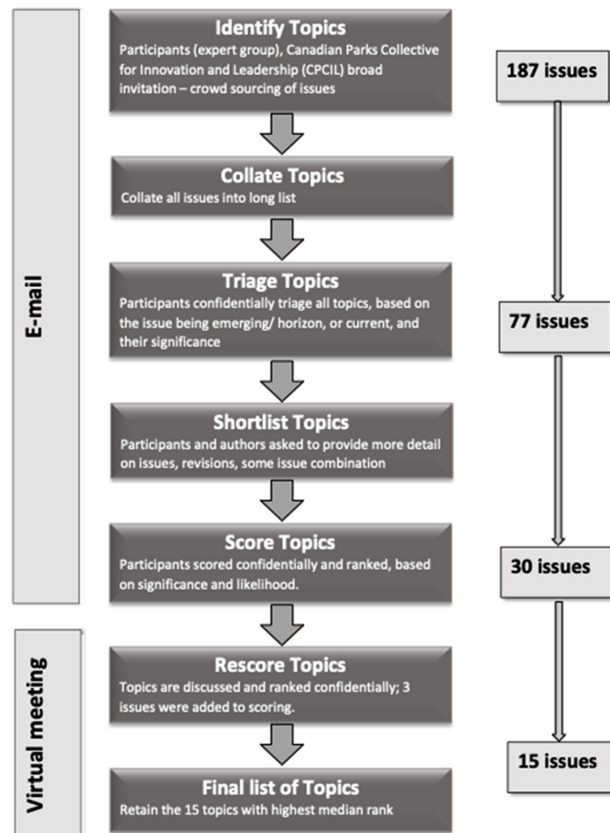 Identify Topics
Participants (expert group), Canadian Parks Collective
for Innovation and Leadership (CPCIL) broad
invitation – crowd sourcing of issues
187 issues
Collate Topics
Collate all issues into long list
Triage Topics
Participants confidentially triage all topics, based on
the issue being emerging/ horizon, or current, and
their significance
77 issues
E-mail
Shortlist Topics
Participants and authors asked to provide more detail
on issues, revisions, some issue combination
Score Topics
Participants scored confidentially and ranked, based
on significance and likelihood.
30 issues
Rescore Topics
Topics are discussed and ranked confidentially; 3
issues were added to scoring.
Virtual meeting
15 issues
Final list of Topics
Retain the 15 topics with highest median rank